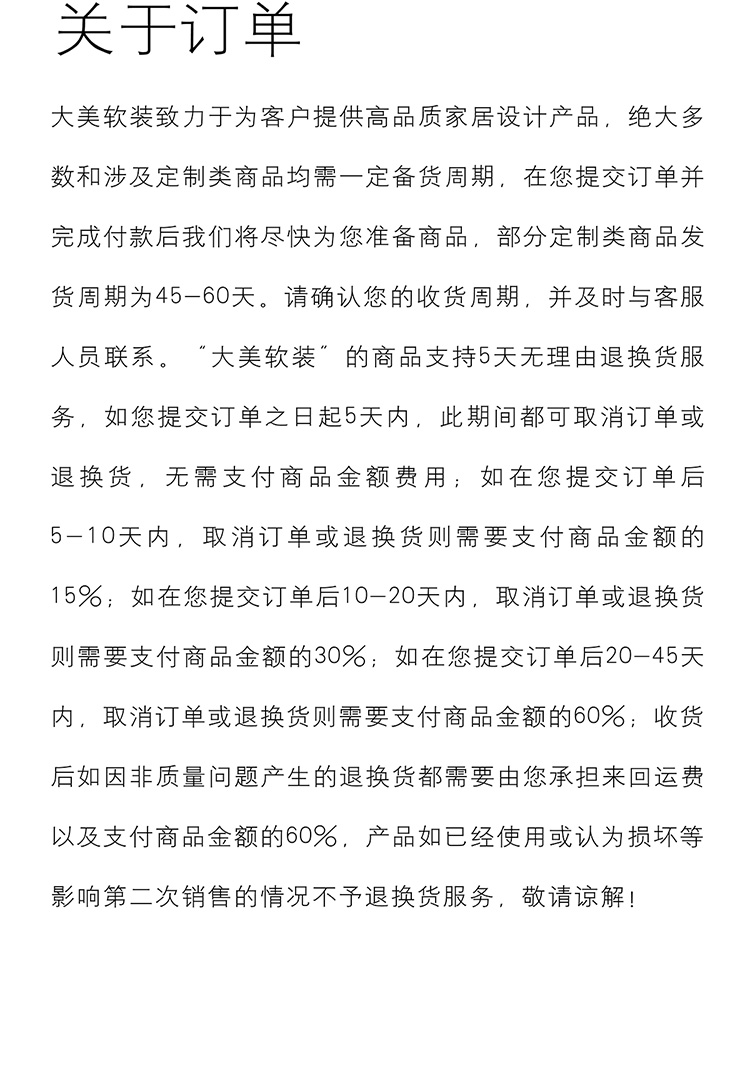 关于订单
大美软装致力于为客户提供高品质家居设计产品，绝大多
数和涉及定制类商品均需一定备货周期，在您提交订单并
完成付款后我们将尽快为您准备商品，部分定制类商品发
货周期为45-60天。请确认您的收货周期，并及时与客服
人员联系。“大美软装”的商品支持5天无理由退换货服
务，如您提交订单之日起5天内，此期间都可取消订单或
退换货，无需支付商品金额费用；如在您提交订单后
5-10天内，取消订单或退换货则需要支付商品金额的
15%；如在您提交订单后10-20天内，取消订单或退换货
则需要支付商品金额的30%；如在您提交订单后20-45天
内，取消订单或退换货则需要支付商品金额的60%；收货
后如因非质量问题产生的退换货都需要由您承担来回运费
以及支付商品金额的60%，产品如已经使用或认为损坏等
影响第二次销售的情况不予退换货服务，敬请谅解！